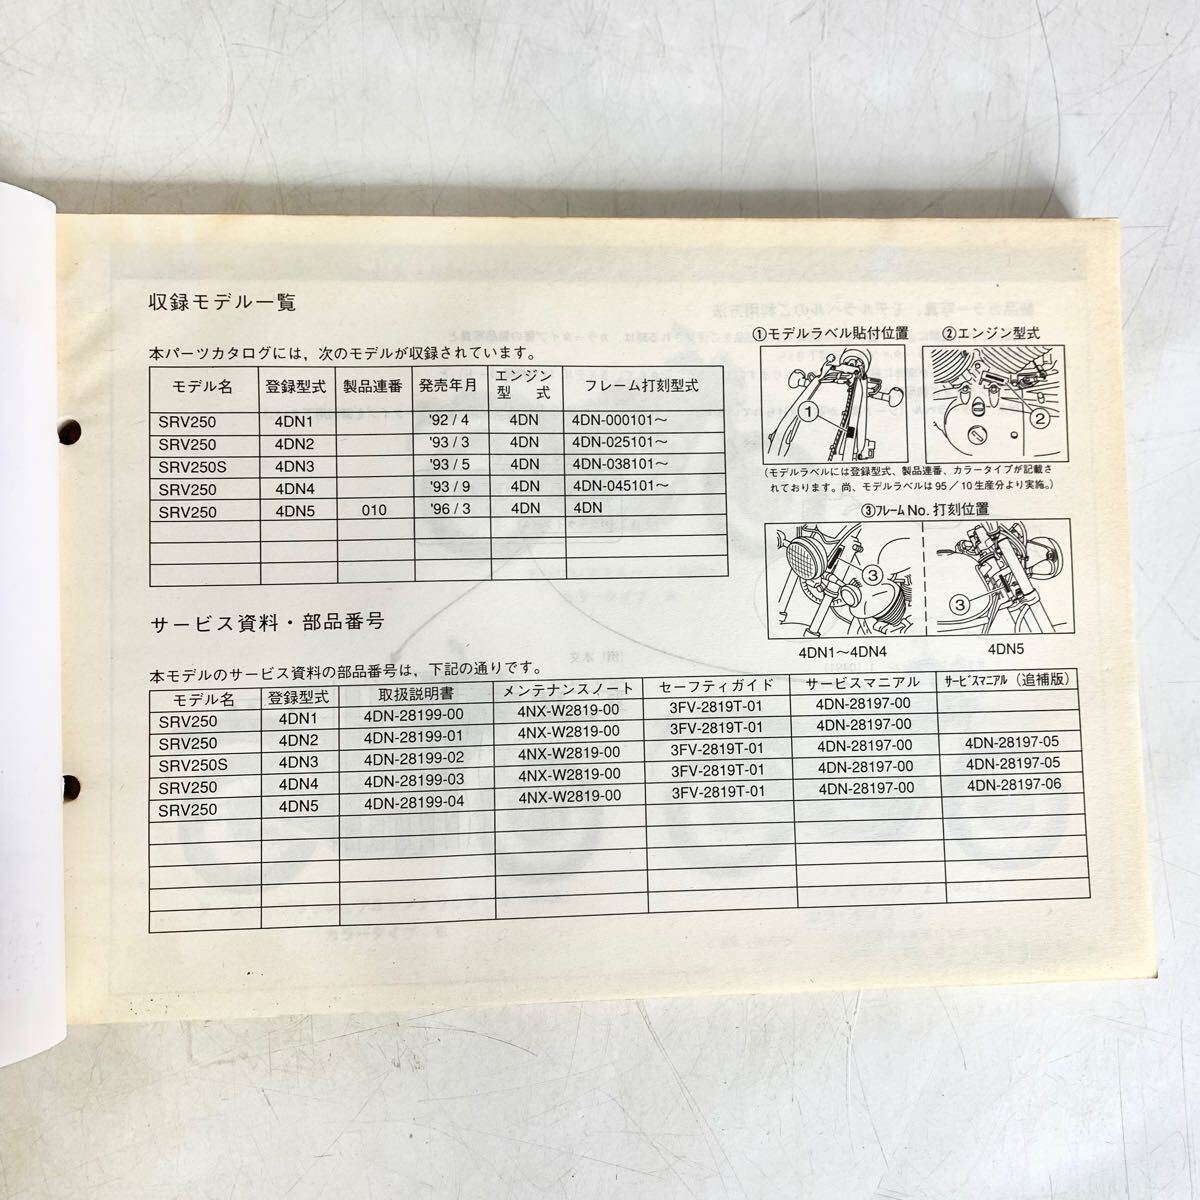 収録モデル一覧
本パーツカタログには，次のモデルが収録されています。
モデル名 登録型式 製品連番 発売年月 エンジン型式 フレーム打刻型式
SRV250 4DN1 '92/4 4DN 4DN-000101～
SRV250 4DN2 '93/3 4DN 4DN-025101～
SRV250S 4DN3 '93/5 4DN 4DN-038101～
SRV250 4DN4 '93/9 4DN 4DN-045101～
SRV250 4DN5 010 '96/3 4DN 4DN
①モデルラベル貼付位置 ②エンジン型式
① ②
(モデルラベルには登録型式、製品連番、カラータイプが記載さ
れております。尚、モデルラベルは95／10生産分より実施。)
③フレームNo. 打刻位置
③ ③
4DN1～4DN4 4DN5
サービス資料・部品番号
本モデルのサービス資料の部品番号は，下記の通りです。
モデル名 登録型式 取扱説明書 メンテナンスノート セーフティガイド サービスマニアル サービスマニアル（追補版）
SRV250 4DN1 4DN-28199-00 4NX-W2819-00 3FV-2819T-01 4DN-28197-00
SRV250 4DN2 4DN-28199-01 4NX-W2819-00 3FV-2819T-01 4DN-28197-00
SRV250S 4DN3 4DN-28199-02 4NX-W2819-00 3FV-2819T-01 4DN-28197-00 4DN-28197-05
SRV250 4DN4 4DN-28199-03 4NX-W2819-00 3FV-2819T-01 4DN-28197-00 4DN-28197-05
SRV250 4DN5 4DN-28199-04 4NX-W2819-00 3FV-2819T-01 4DN-28197-00 4DN-28197-06